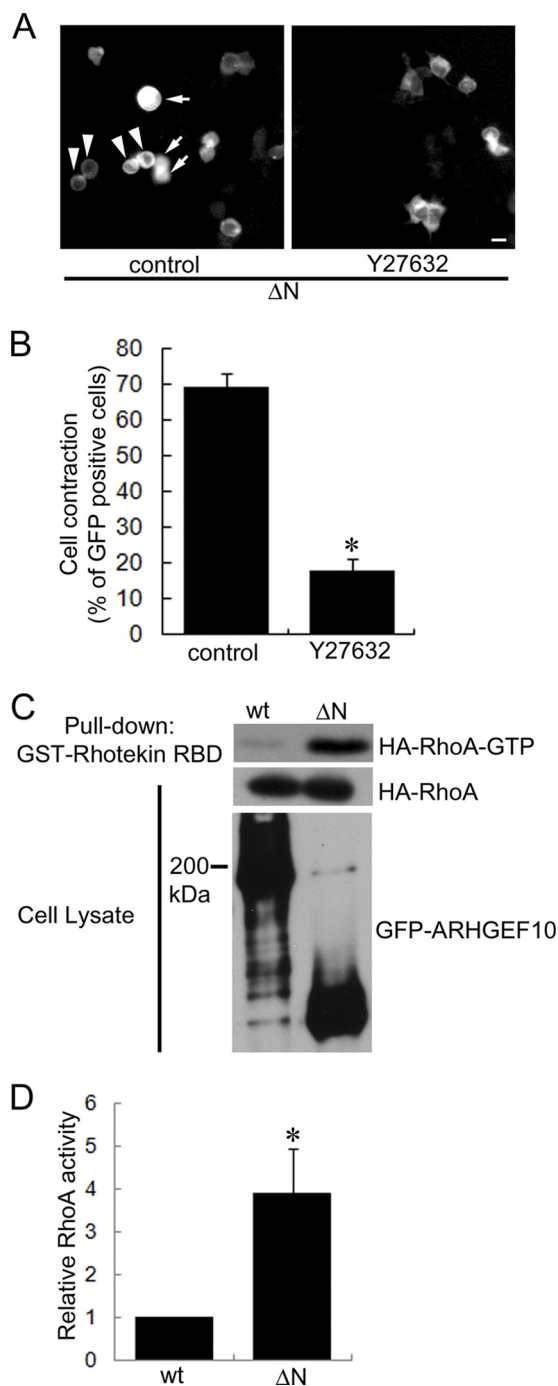 A
control
Y27632
ΔN
B
Cell contraction
(% of GFP positive cells)
80
70
60
50
40
30
20
10
0
*
control
Y27632
C
wt
ΔN
Pull-down:
GST-Rhotekin RBD
HA-RhoA-GTP
HA-RhoA
200
kDa
Cell Lysate
GFP-ARHGEF10
D
Relative RhoA activity
6
5
4
3
2
1
0
*
wt
ΔN